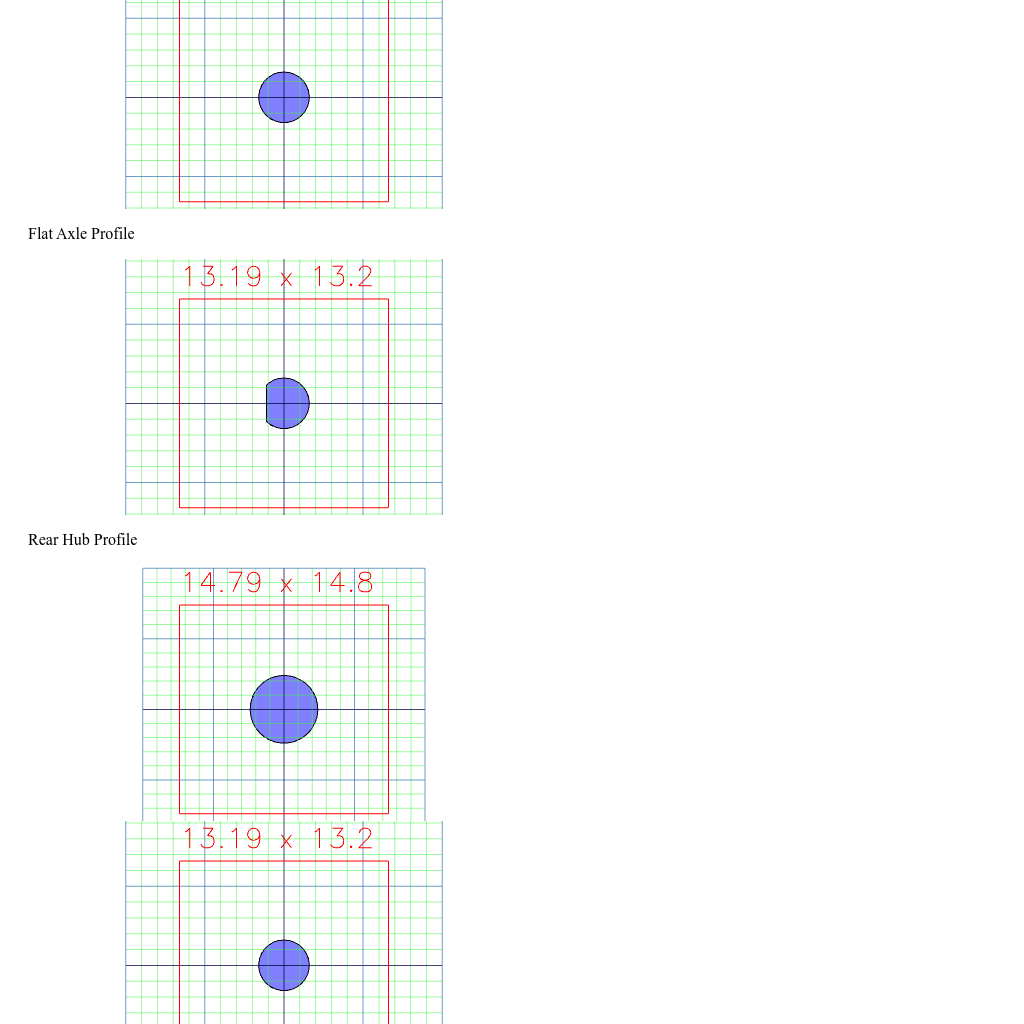 Flat Axle Profile
13.19 x 13.2
Rear Hub Profile
14.79 x 14.8
13.19 x 13.2